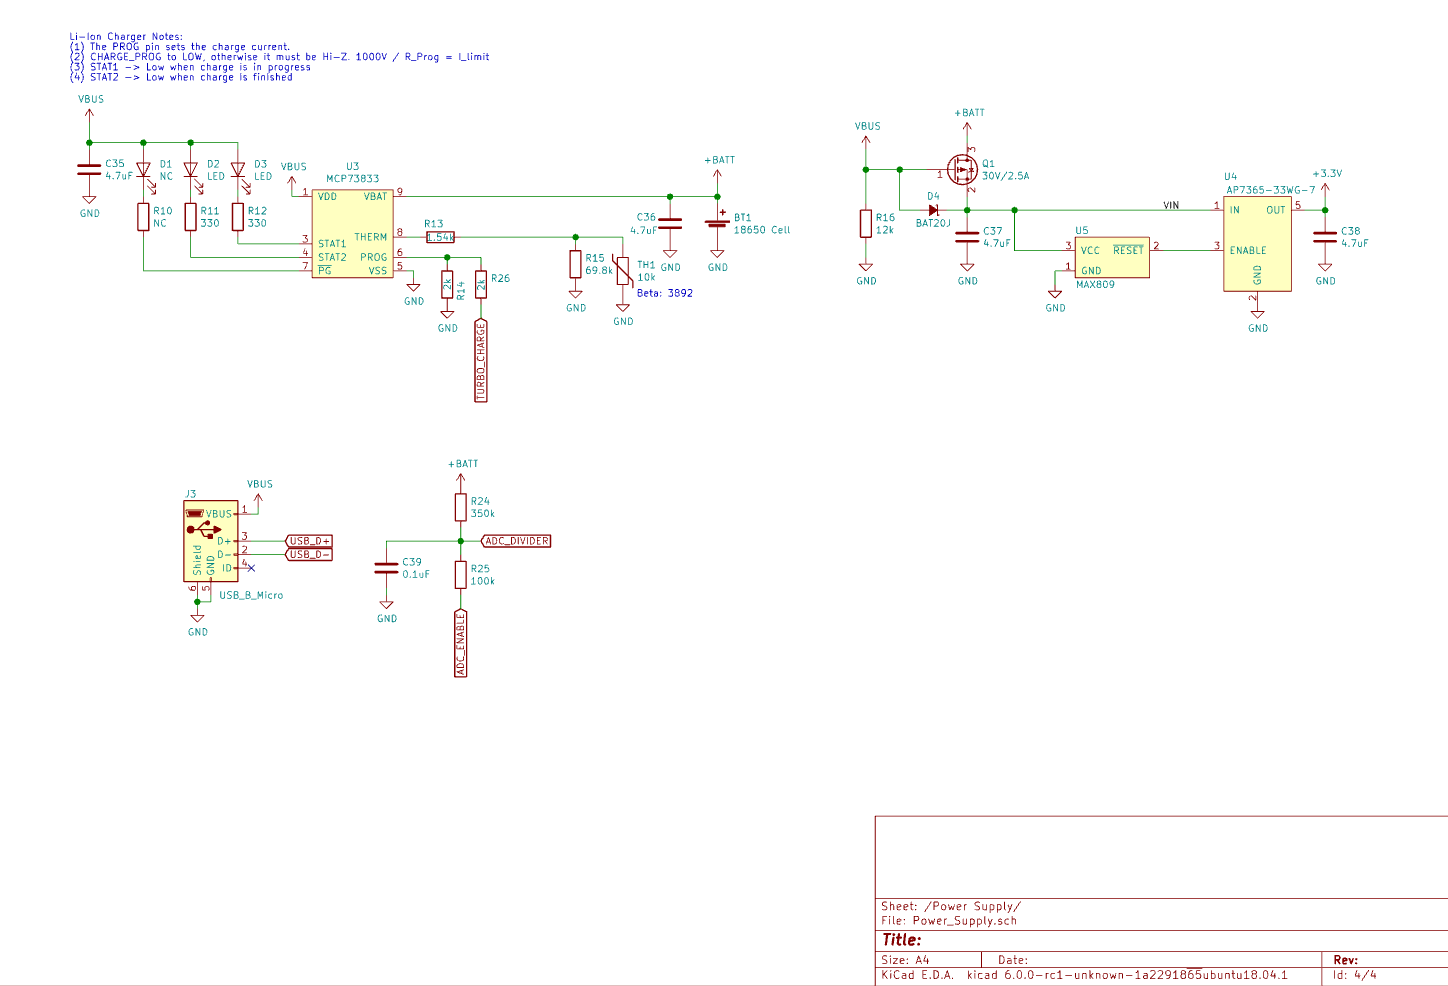 Li-Ion Charger Notes:
(1) The PROG pin sets the charge current.
(2) CHARGE_PROG to LOW, otherwise it must be Hi-Z. 1000V / R_Prog = I_limit
(3) STAT1 -> Low when charge is in progress
(4) STAT2 -> Low when charge is finished
VBUS
C35
4.7uF
GND
D1
NC
D2
LED
D3
LED
R10
NC
R11
330
R12
330
VBUS
U3
MCP73833
1
VDD
VBAT
9
3
STAT1
4
STAT2
7
PG
THERM
8
PROG
6
VSS
5
GND
R13
1.54k
2k
R14
GND
2k
R26
TURBO_CHARGE
R15
69.8k
GND
TH1
10k
Beta: 3892
GND
C36
4.7uF
GND
+BATT
BT1
18650 Cell
GND
VBUS
R16
12k
GND
+BATT
Q1
30V/2.5A
1
2
3
D4
BAT20J
C37
4.7uF
GND
VIN
U5
3
VCC
RESET
2
1
GND
MAX809
GND
U4
AP7365-33WG-7
1
IN
OUT
5
3
ENABLE
GND
2
GND
+3.3V
C38
4.7uF
GND
J3
VBUS
VBUS
1
D+
3
USB_D+
D-
2
USB_D-
ID
4
Shield
GND
6
5
USB_B_Micro
GND
+BATT
R24
350k
ADC_DIVIDER
C39
0.1uF
GND
R25
100k
ADC_ENABLE
Sheet: /Power Supply/
File: Power_Supply.sch
Title:
Size: A4
Date:
Rev:
KiCad E.D.A. kicad 6.0.0-rc1-unknown-1a2291865ubuntu18.04.1
Id: 4/4